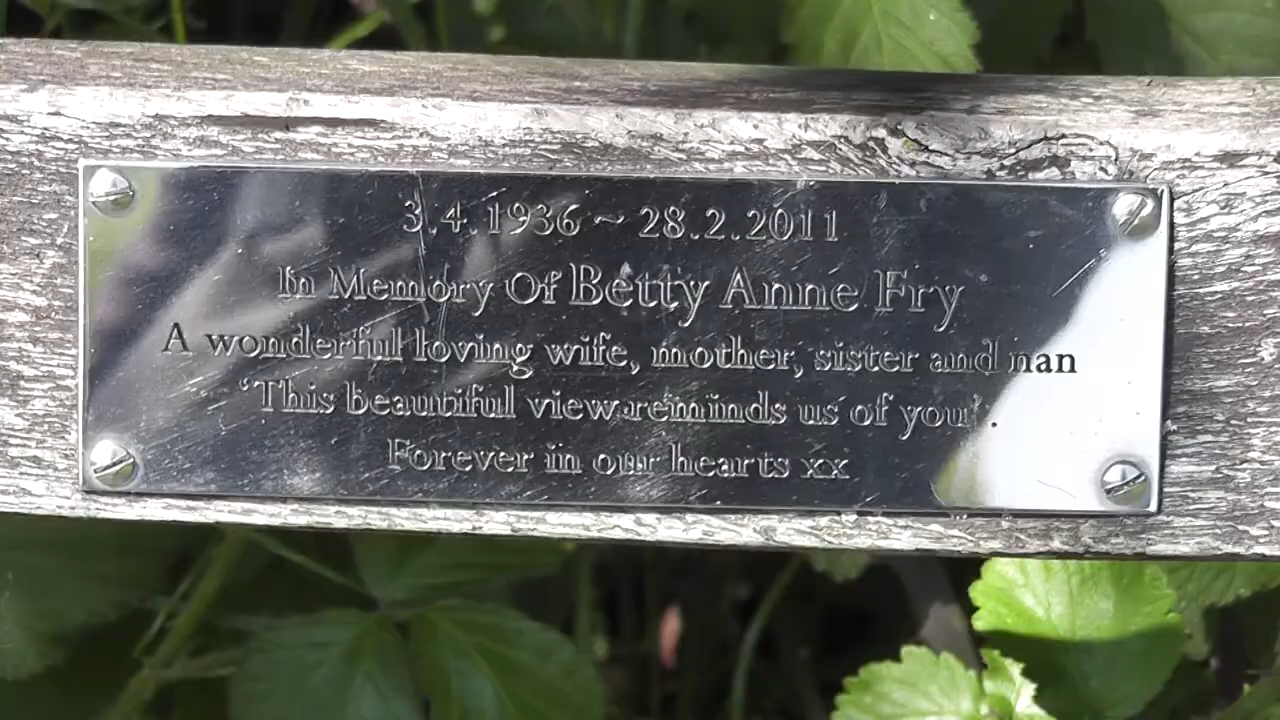 3.4.1936 ~ 28.2.2011
In Memory Of Betty Anne Fry
A wonderful loving wife, mother, sister and nan
'This beautiful view reminds us of you'.
Forever in our hearts xx